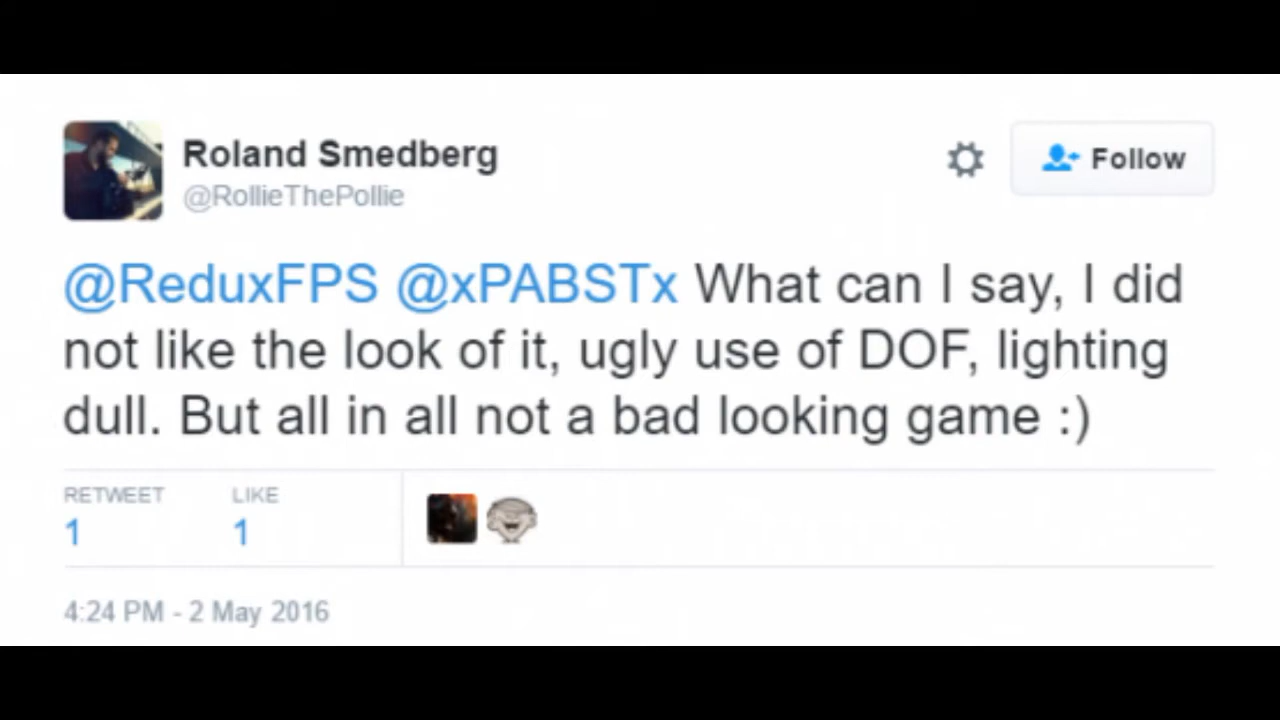 Roland Smedberg
@RollieThePollie
Follow
@ReduxFPS @xPABSTx What can I say, I did
not like the look of it, ugly use of DOF, lighting
dull. But all in all not a bad looking game :)
RETWEET LIKE
1 1
4:24 PM - 2 May 2016